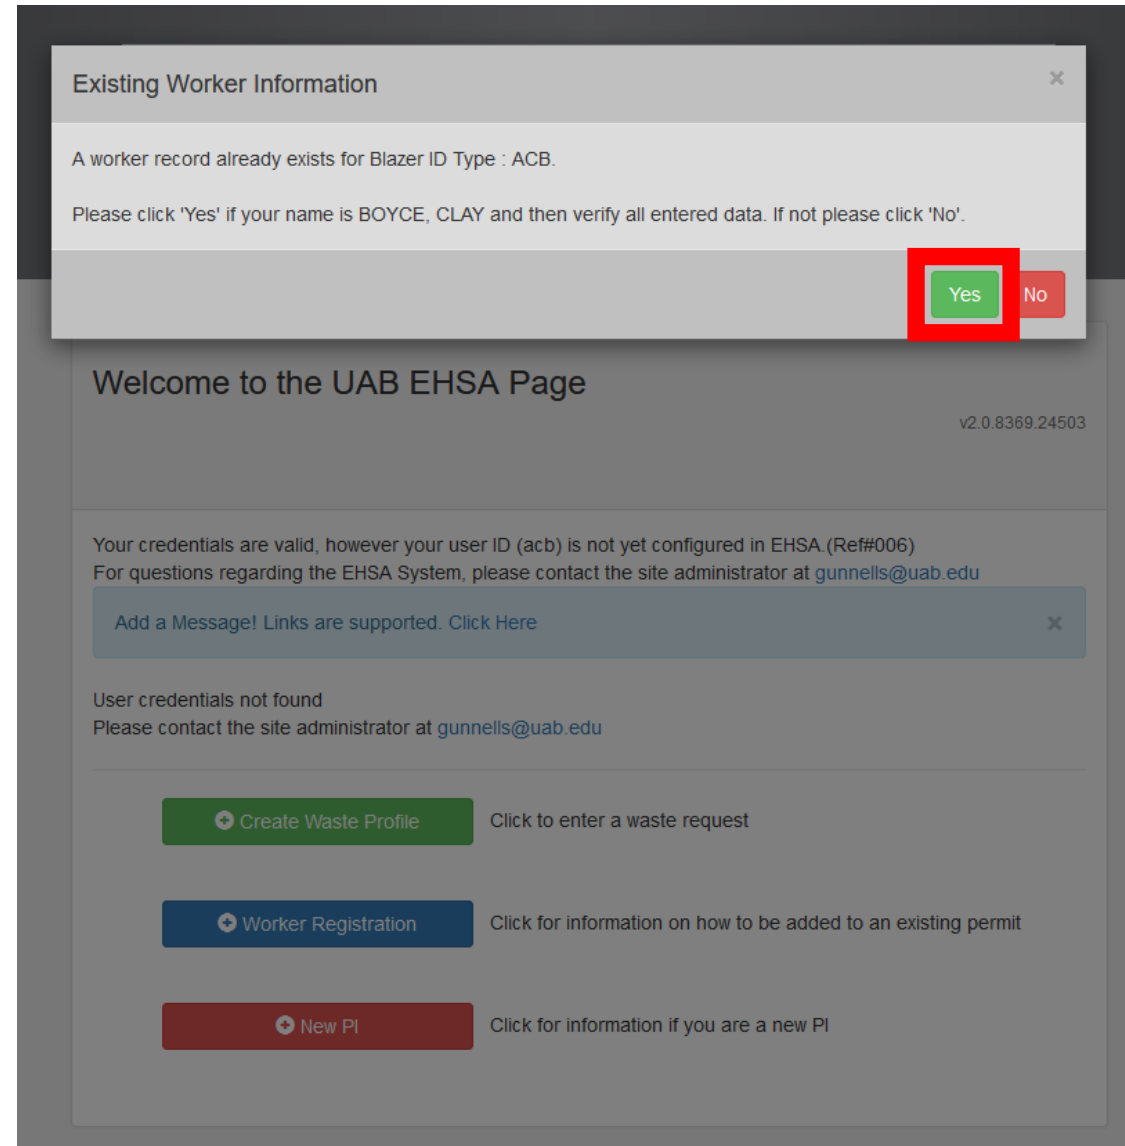 Existing Worker Information ×
A worker record already exists for Blazer ID Type : ACB.
Please click 'Yes' if your name is BOYCE, CLAY and then verify all entered data. If not please click 'No'.
Yes No
Welcome to the UAB EHSA Page
v2.0.8369.24503
Your credentials are valid, however your user ID (acb) is not yet configured in EHSA.(Ref#006)
For questions regarding the EHSA System, please contact the site administrator at gunnells@uab.edu
Add a Message! Links are supported. Click Here ×
User credentials not found
Please contact the site administrator at gunnells@uab.edu
Create Waste Profile Click to enter a waste request
Worker Registration Click for information on how to be added to an existing permit
New PI Click for information if you are a new PI